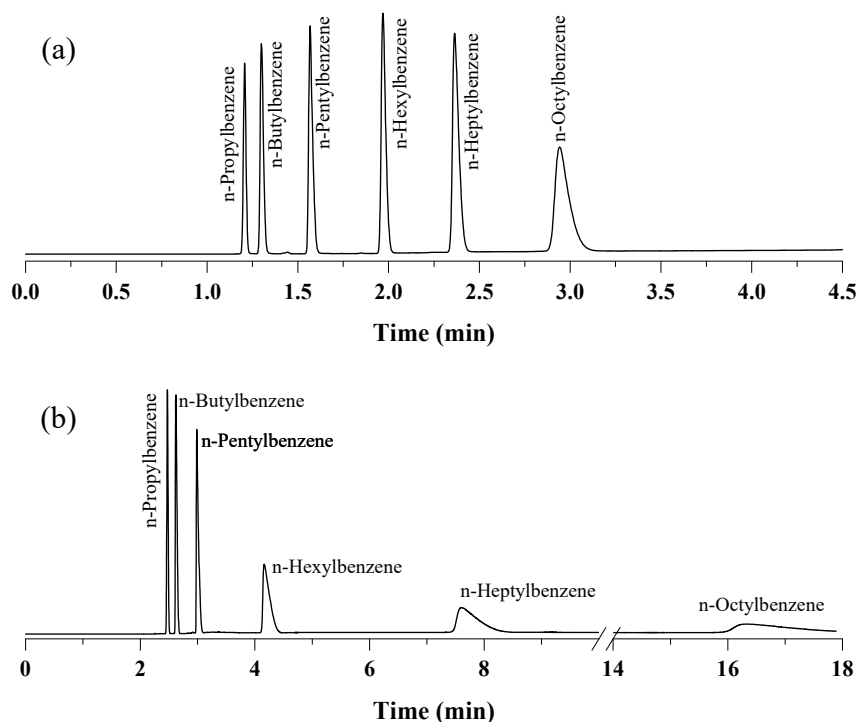 (a)
n-Propylbenzene
n-Butylbenzene
n-Pentylbenzene
n-Hexylbenzene
n-Heptylbenzene
n-Octylbenzene
0.0 0.5 1.0 1.5 2.0 2.5 3.0 3.5 4.0 4.5
Time (min)
(b)
n-Propylbenzene
n-Butylbenzene
n-Pentylbenzene
n-Hexylbenzene
n-Heptylbenzene
n-Octylbenzene
0 2 4 6 8 14 16 18
Time (min)